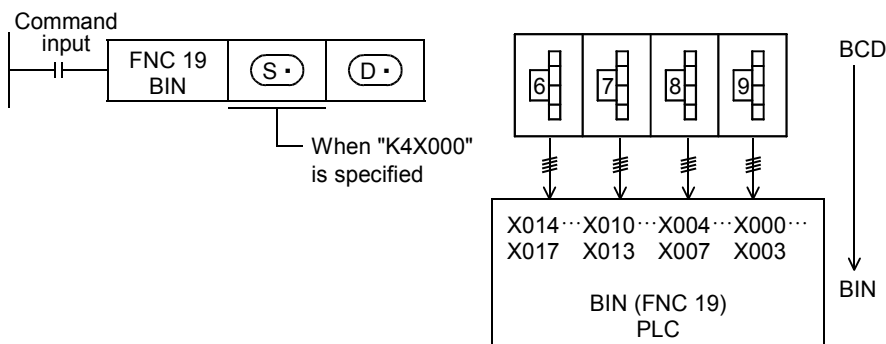 Command
input
FNC 19
BIN
S·
D·
When "K4X000"
is specified
6 7 8 9
BCD
X014···X010···X004···X000···
X017 X013 X007 X003
BIN (FNC 19)
PLC
BIN